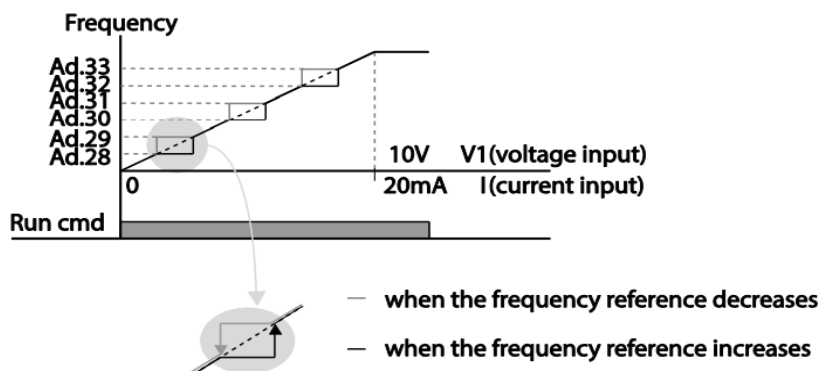 Frequency
Ad.33
Ad.32
Ad.31
Ad.30
Ad.29
Ad.28
10V V1(voltage input)
0 20mA I(current input)
Run cmd
when the frequency reference decreases
when the frequency reference increases